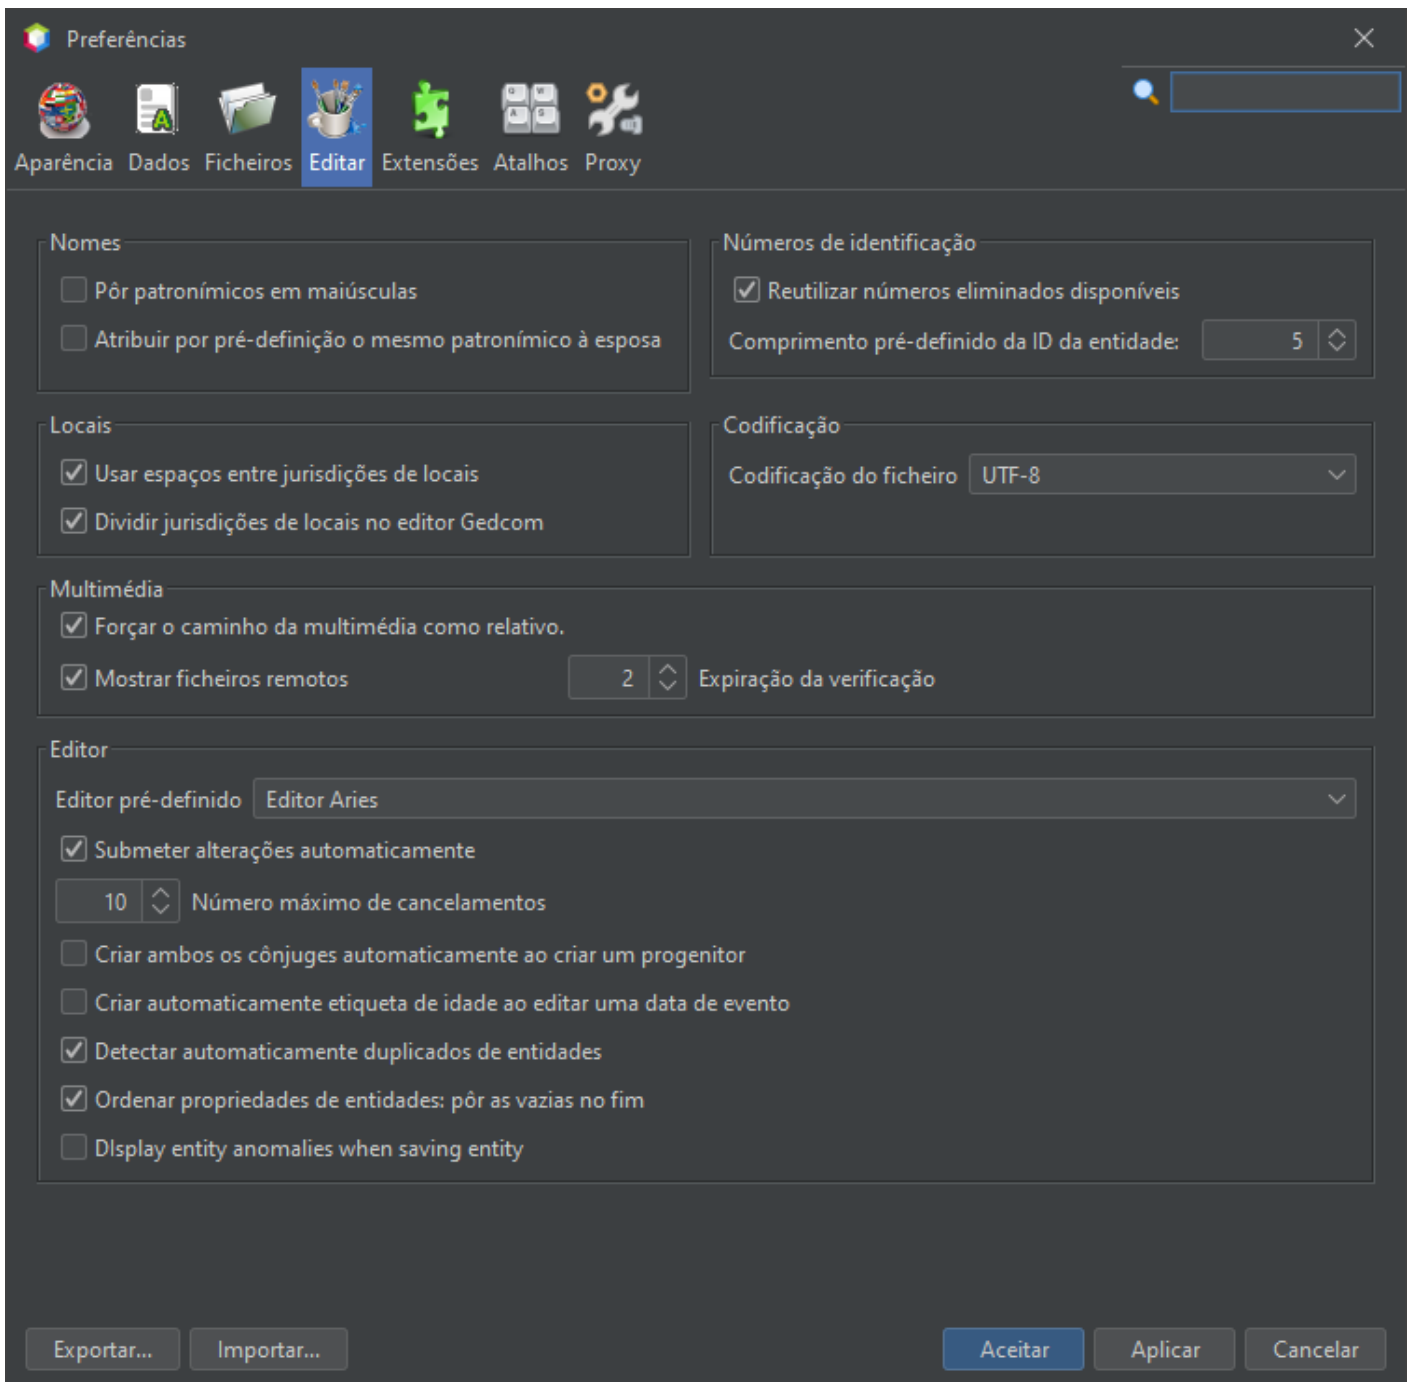 Preferências
Aparência Dados Ficheiros Editar Extensões Atalhos Proxy
Nomes
Pôr patronímicos em maiúsculas
Atribuir por pré-definição o mesmo patronímico à esposa
Números de identificação
Reutilizar números eliminados disponíveis
Comprimento pré-definido da ID da entidade: 5
Locais
Usar espaços entre jurisdições de locais
Dividir jurisdições de locais no editor Gedcom
Codificação
Codificação do ficheiro UTF-8
Multimédia
Forçar o caminho da multimédia como relativo.
Mostrar ficheiros remotos 2 Expiração da verificação
Editor
Editor pré-definido Editor Aries
Submeter alterações automaticamente
10 Número máximo de cancelamentos
Criar ambos os cônjuges automaticamente ao criar um progenitor
Criar automaticamente etiqueta de idade ao editar uma data de evento
Detectar automaticamente duplicados de entidades
Ordenar propriedades de entidades: pôr as vazias no fim
DIsplay entity anomalies when saving entity
Exportar... Importar... Aceitar Aplicar Cancelar